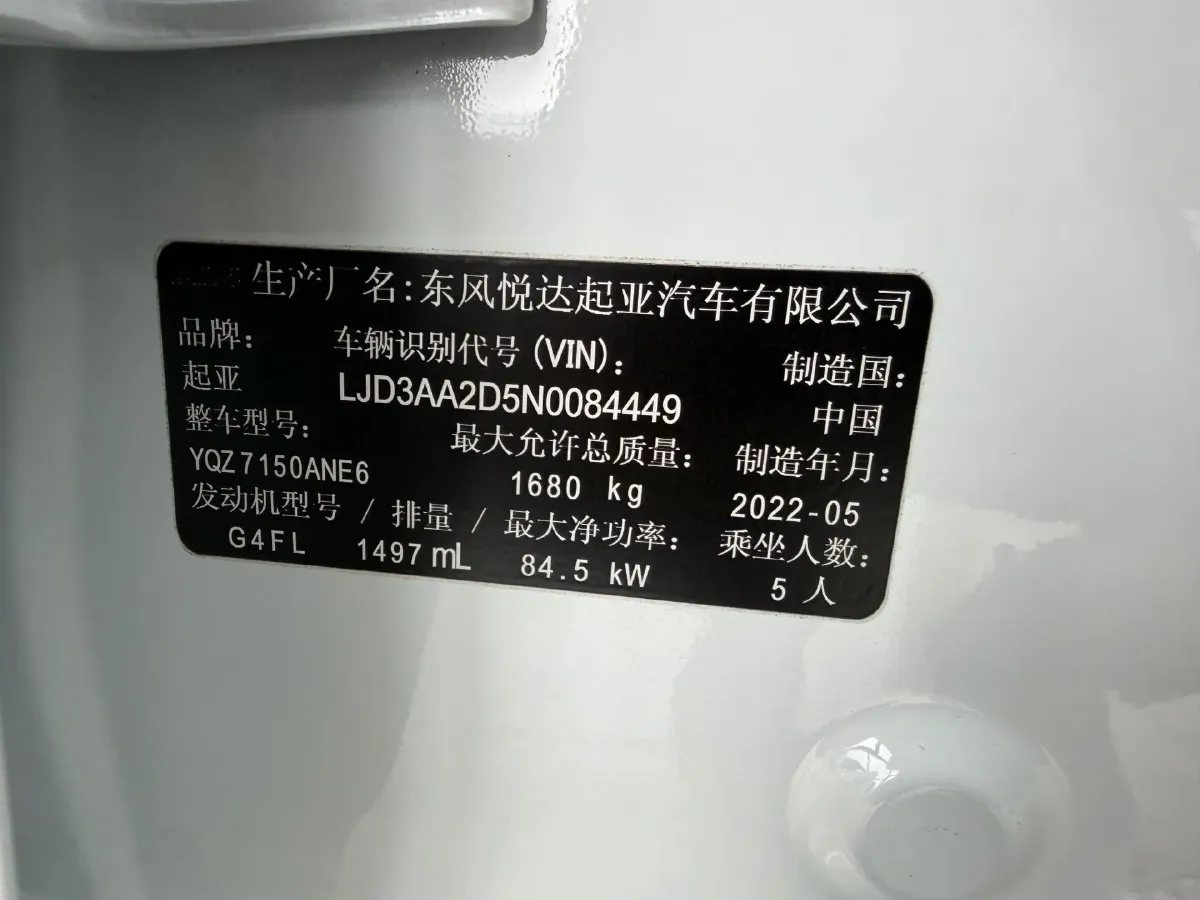 生产厂名:东风悦达起亚汽车有限公司
品牌: 车辆识别代号(VIN): 制造国:
起亚 LJD3AA2D5N0084449 中国
整车型号: 最大允许总质量: 制造年月:
YQZ7150ANE6 1680 kg 2022-05
发动机型号 / 排量 / 最大净功率: 乘坐人数:
G4FL 1497mL 84.5 kW 5 人